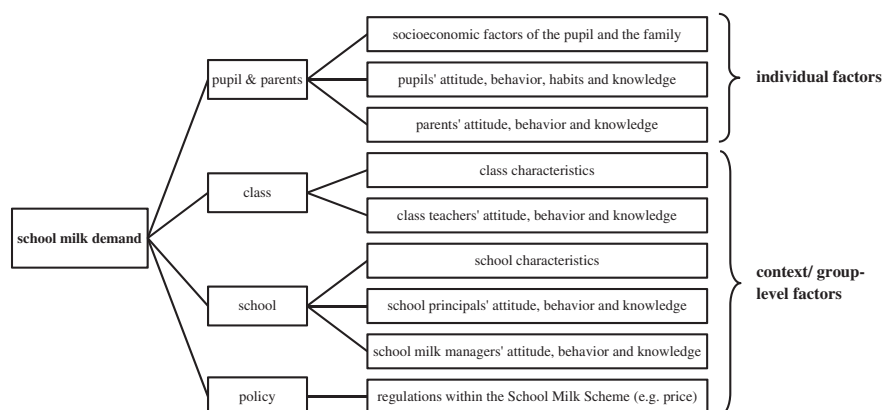 school milk demand
pupil & parents
socioeconomic factors of the pupil and the family
pupils' attitude, behavior, habits and knowledge
parents' attitude, behavior and knowledge
individual factors
class
class characteristics
class teachers' attitude, behavior and knowledge
school
school characteristics
school principals' attitude, behavior and knowledge
school milk managers' attitude, behavior and knowledge
policy
regulations within the School Milk Scheme (e.g. price)
context/ group-
level factors